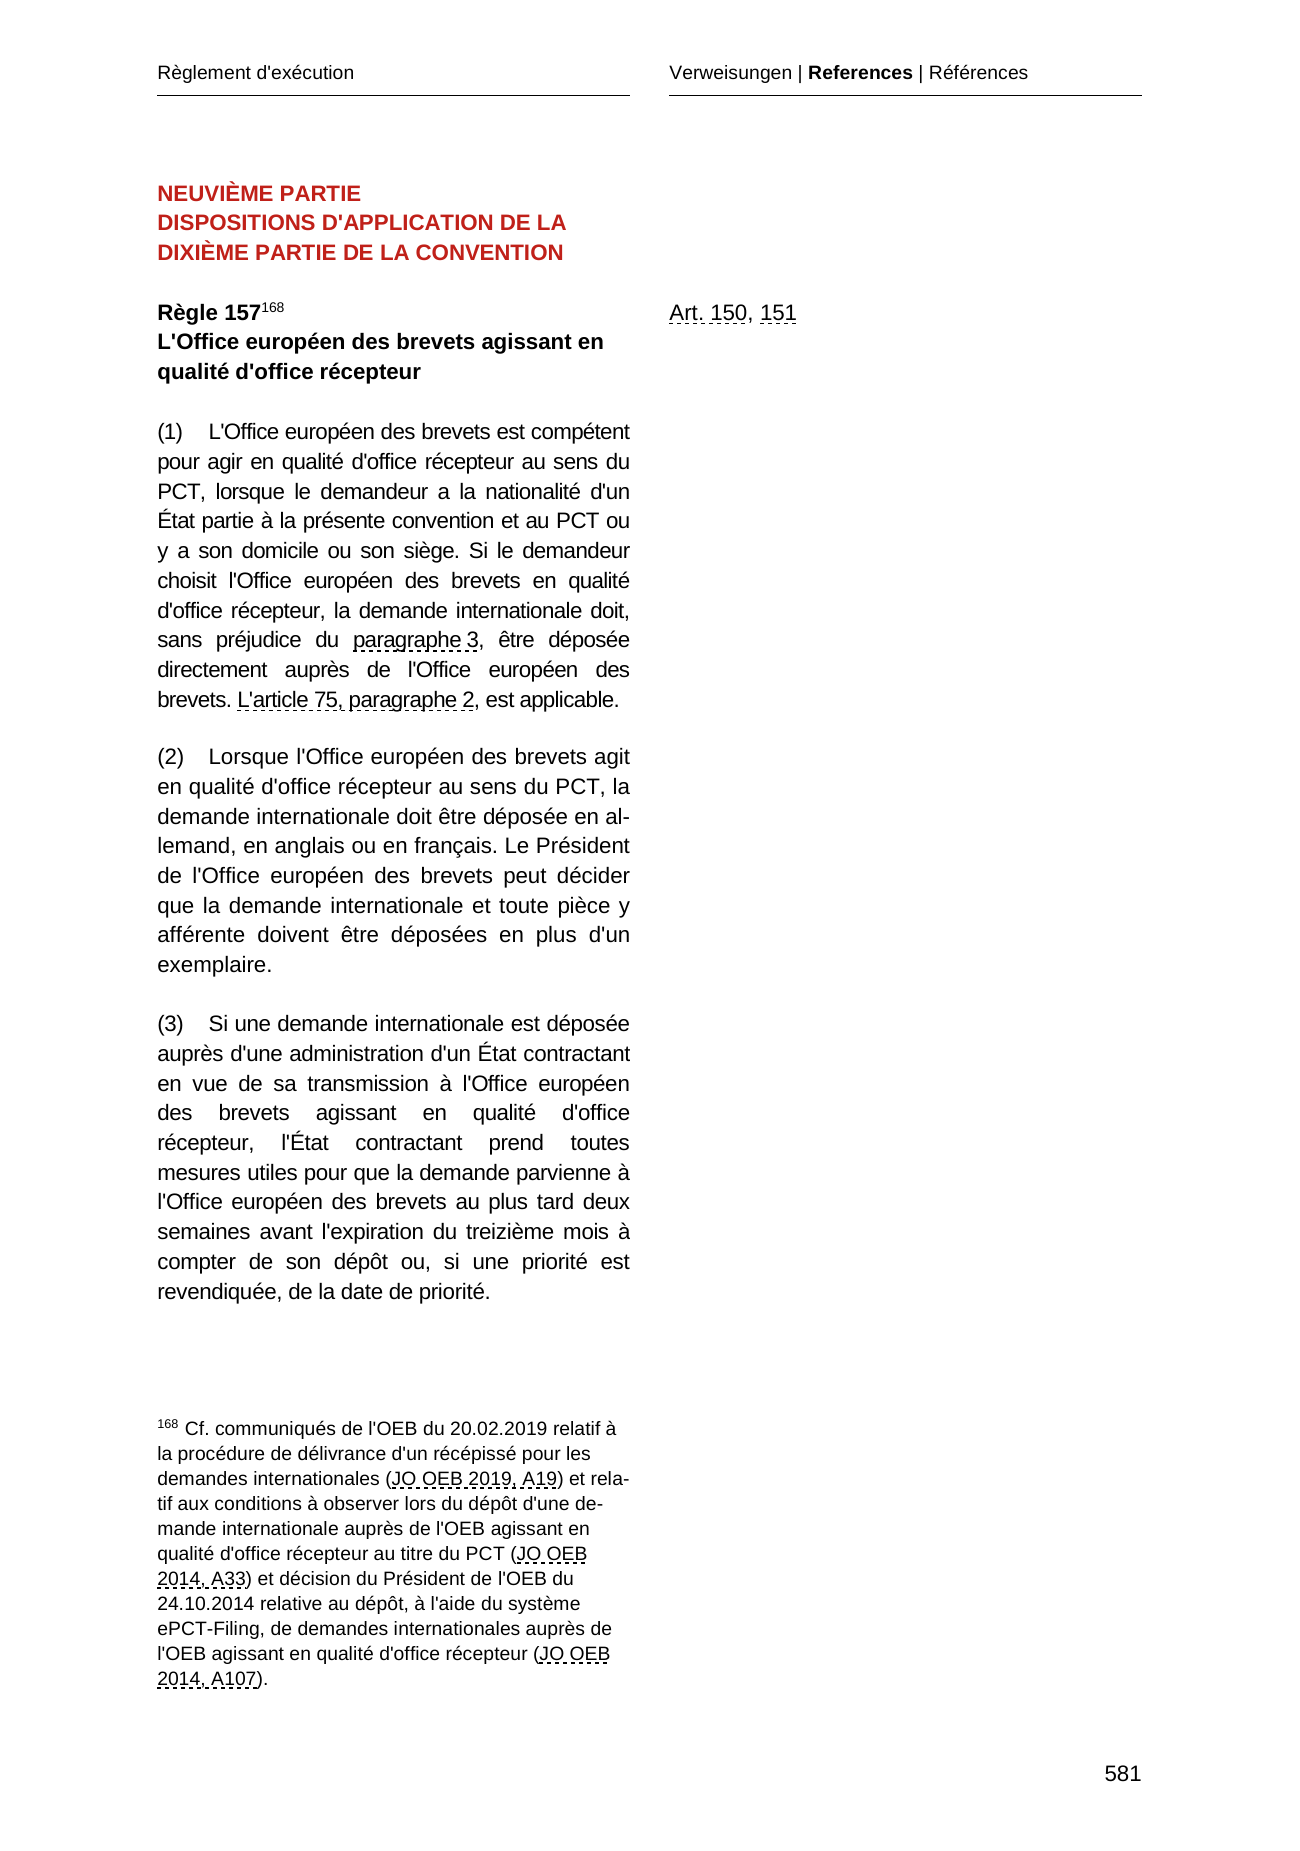 Règlement d'exécution
Verweisungen | References | Références
NEUVIÈME PARTIE
DISPOSITIONS D'APPLICATION DE LA
DIXIÈME PARTIE DE LA CONVENTION
Règle 157168
Art. 150, 151
L'Office européen des brevets agissant en
qualité d'office récepteur
(1) L'Office européen des brevets est compétent
pour agir en qualité d'office récepteur au sens du
PCT, lorsque le demandeur a la nationalité d'un
État partie à la présente convention et au PCT ou
y a son domicile ou son siège. Si le demandeur
choisit l'Office européen des brevets en qualité
d'office récepteur, la demande internationale doit,
sans préjudice du paragraphe 3, être déposée
directement auprès de l'Office européen des
brevets. L'article 75, paragraphe 2, est applicable.
(2) Lorsque l'Office européen des brevets agit
en qualité d'office récepteur au sens du PCT, la
demande internationale doit être déposée en al-
lemand, en anglais ou en français. Le Président
de l'Office européen des brevets peut décider
que la demande internationale et toute pièce y
afférente doivent être déposées en plus d'un
exemplaire.
(3) Si une demande internationale est déposée
auprès d'une administration d'un État contractant
en vue de sa transmission à l'Office européen
des brevets agissant en qualité d'office
récepteur, l'État contractant prend toutes
mesures utiles pour que la demande parvienne à
l'Office européen des brevets au plus tard deux
semaines avant l'expiration du treizième mois à
compter de son dépôt ou, si une priorité est
revendiquée, de la date de priorité.
168 Cf. communiqués de l'OEB du 20.02.2019 relatif à
la procédure de délivrance d'un récépissé pour les
demandes internationales (JO OEB 2019, A19) et rela-
tif aux conditions à observer lors du dépôt d'une de-
mande internationale auprès de l'OEB agissant en
qualité d'office récepteur au titre du PCT (JO OEB
2014, A33) et décision du Président de l'OEB du
24.10.2014 relative au dépôt, à l'aide du système
ePCT-Filing, de demandes internationales auprès de
l'OEB agissant en qualité d'office récepteur (JO OEB
2014, A107).
581